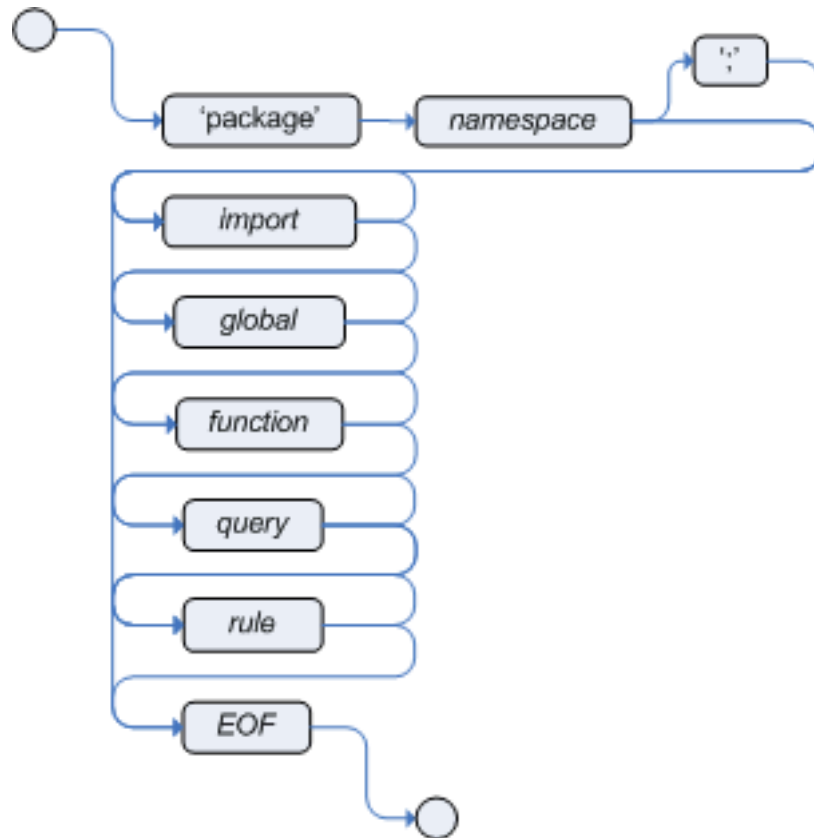 ';'
‘package’
namespace
import
global
function
query
rule
EOF